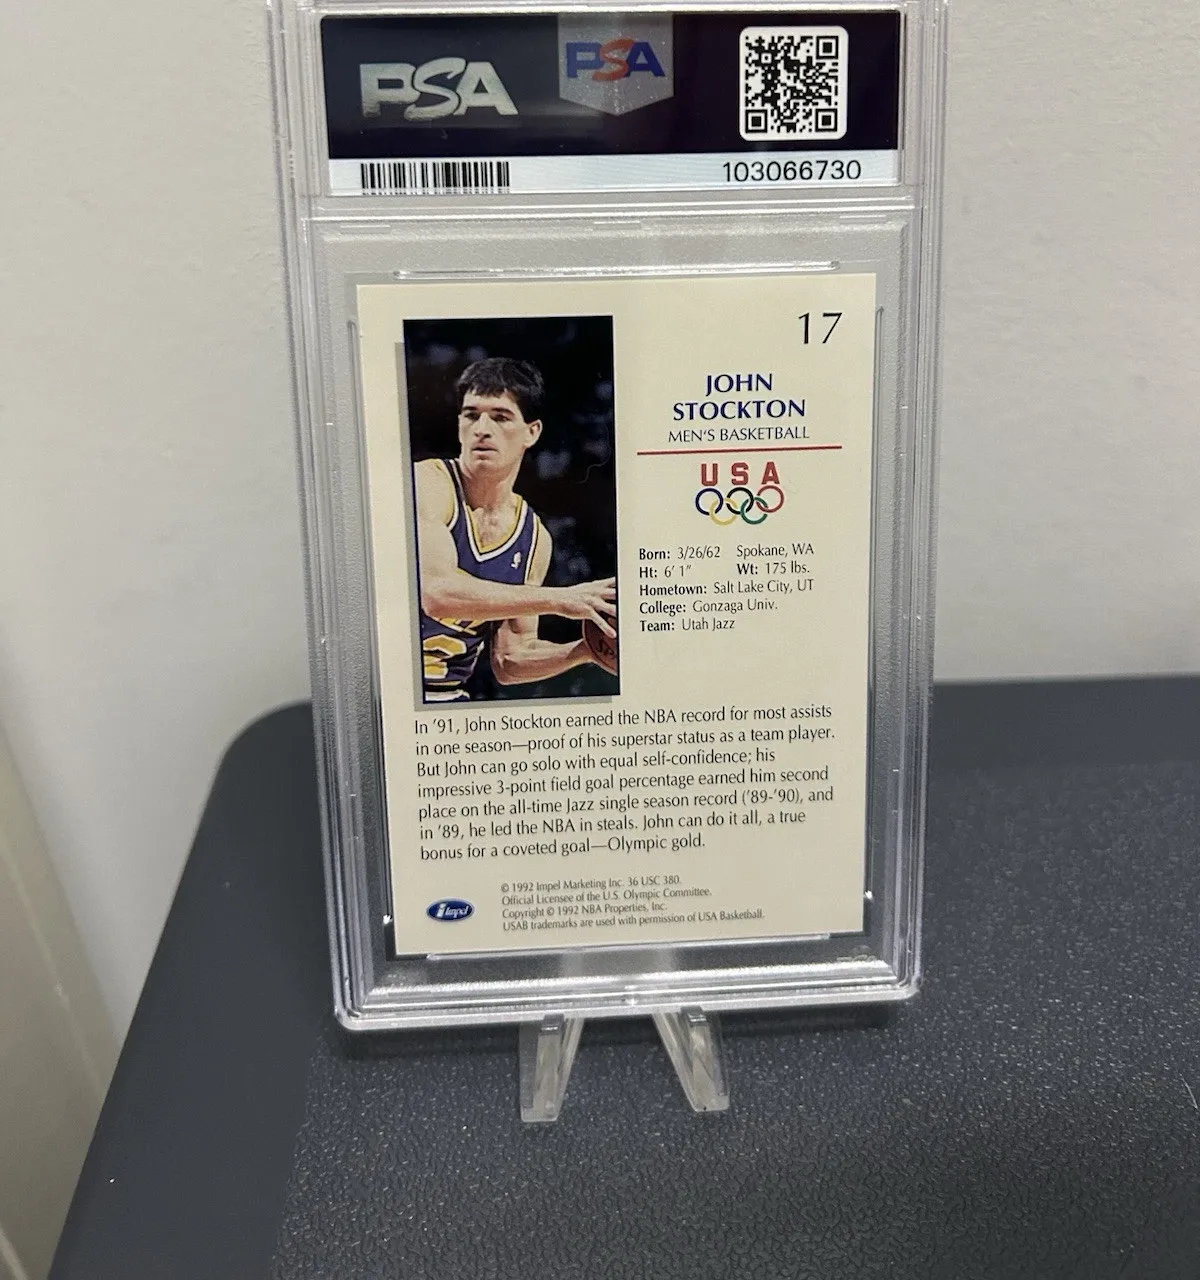 PSA
PSA
103066730
17
JOHN
STOCKTON
MEN'S BASKETBALL
USA
Born: 3/26/62 Spokane, WA
Ht: 6' 1" Wt: 175 lbs.
Hometown: Salt Lake City, UT
College: Gonzaga Univ.
Team: Utah Jazz
In '91, John Stockton earned the NBA record for most assists
in one season—proof of his superstar status as a team player.
But John can go solo with equal self-confidence; his
impressive 3-point field goal percentage earned him second
place on the all-time Jazz single season record ('89-'90), and
in '89, he led the NBA in steals. John can do it all, a true
bonus for a coveted goal—Olympic gold.
Impel
© 1992 Impel Marketing Inc. 36 USC 380.
Official Licensee of the U.S. Olympic Committee.
Copyright © 1992 NBA Properties, Inc.
USAB trademarks are used with permission of USA Basketball.